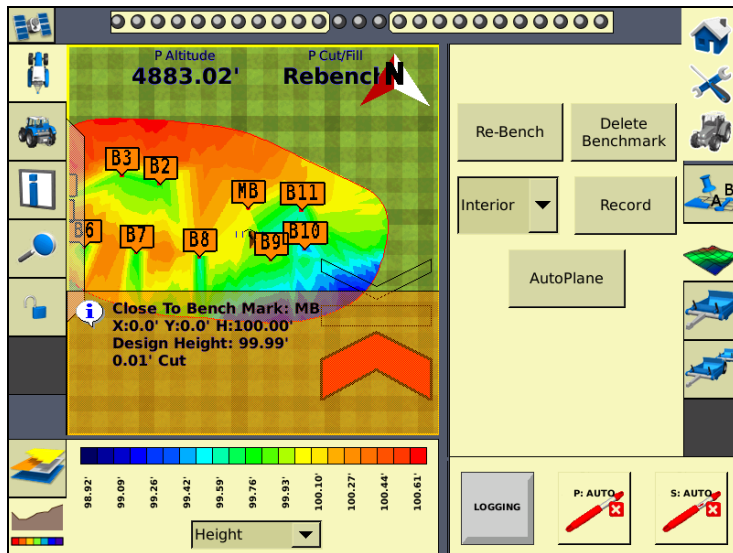 P Altitude P Cut/Fill
4883.02' Rebench
N
B3 B2 MB B11
B6 B7 B8 B9 B10
Close To Bench Mark: MB
X:0.0' Y:0.0' H:100.00'
Design Height: 99.99'
0.01' Cut
98.92' 99.09' 99.26' 99.42' 99.59' 99.76' 99.93' 100.10' 100.27' 100.44' 100.61'
Height
Re-Bench
Delete
Benchmark
Interior
Record
AutoPlane
A B
LOGGING
P: AUTO
S: AUTO